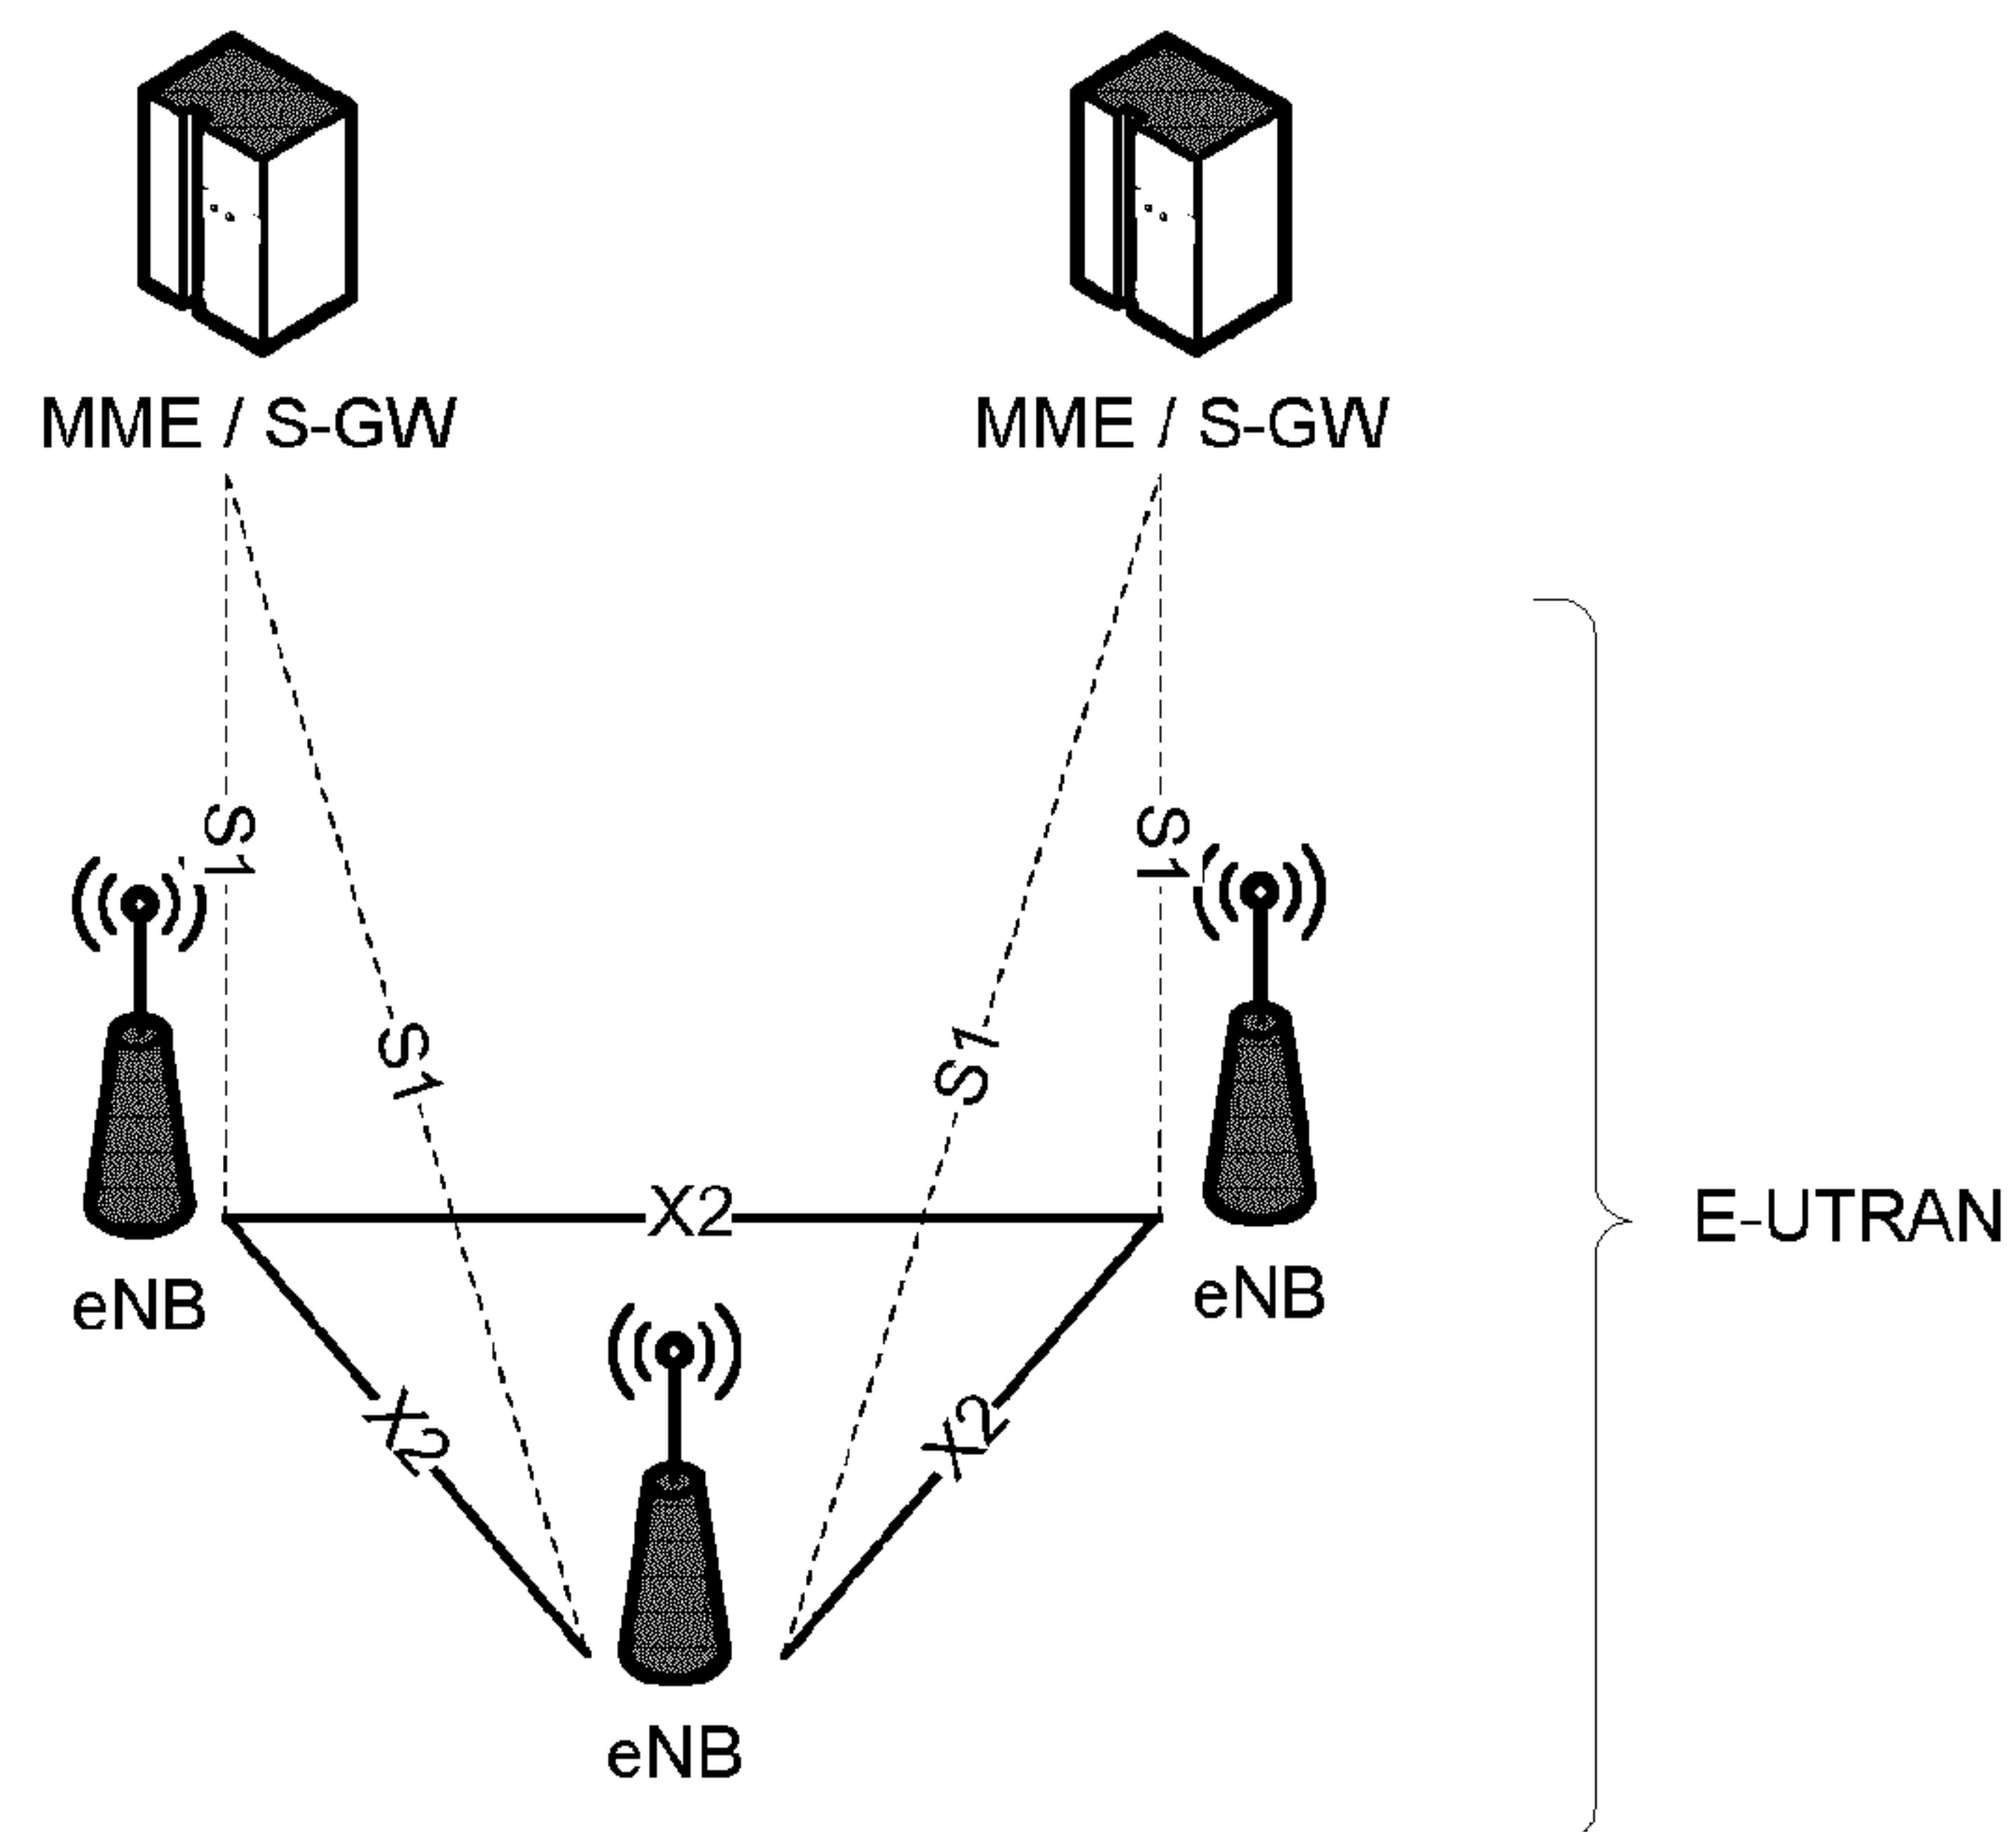 MME / S-GW
MME / S-GW
S1
S1
S1
S1
X2
E-UTRAN
eNB
eNB
X2
X2
eNB